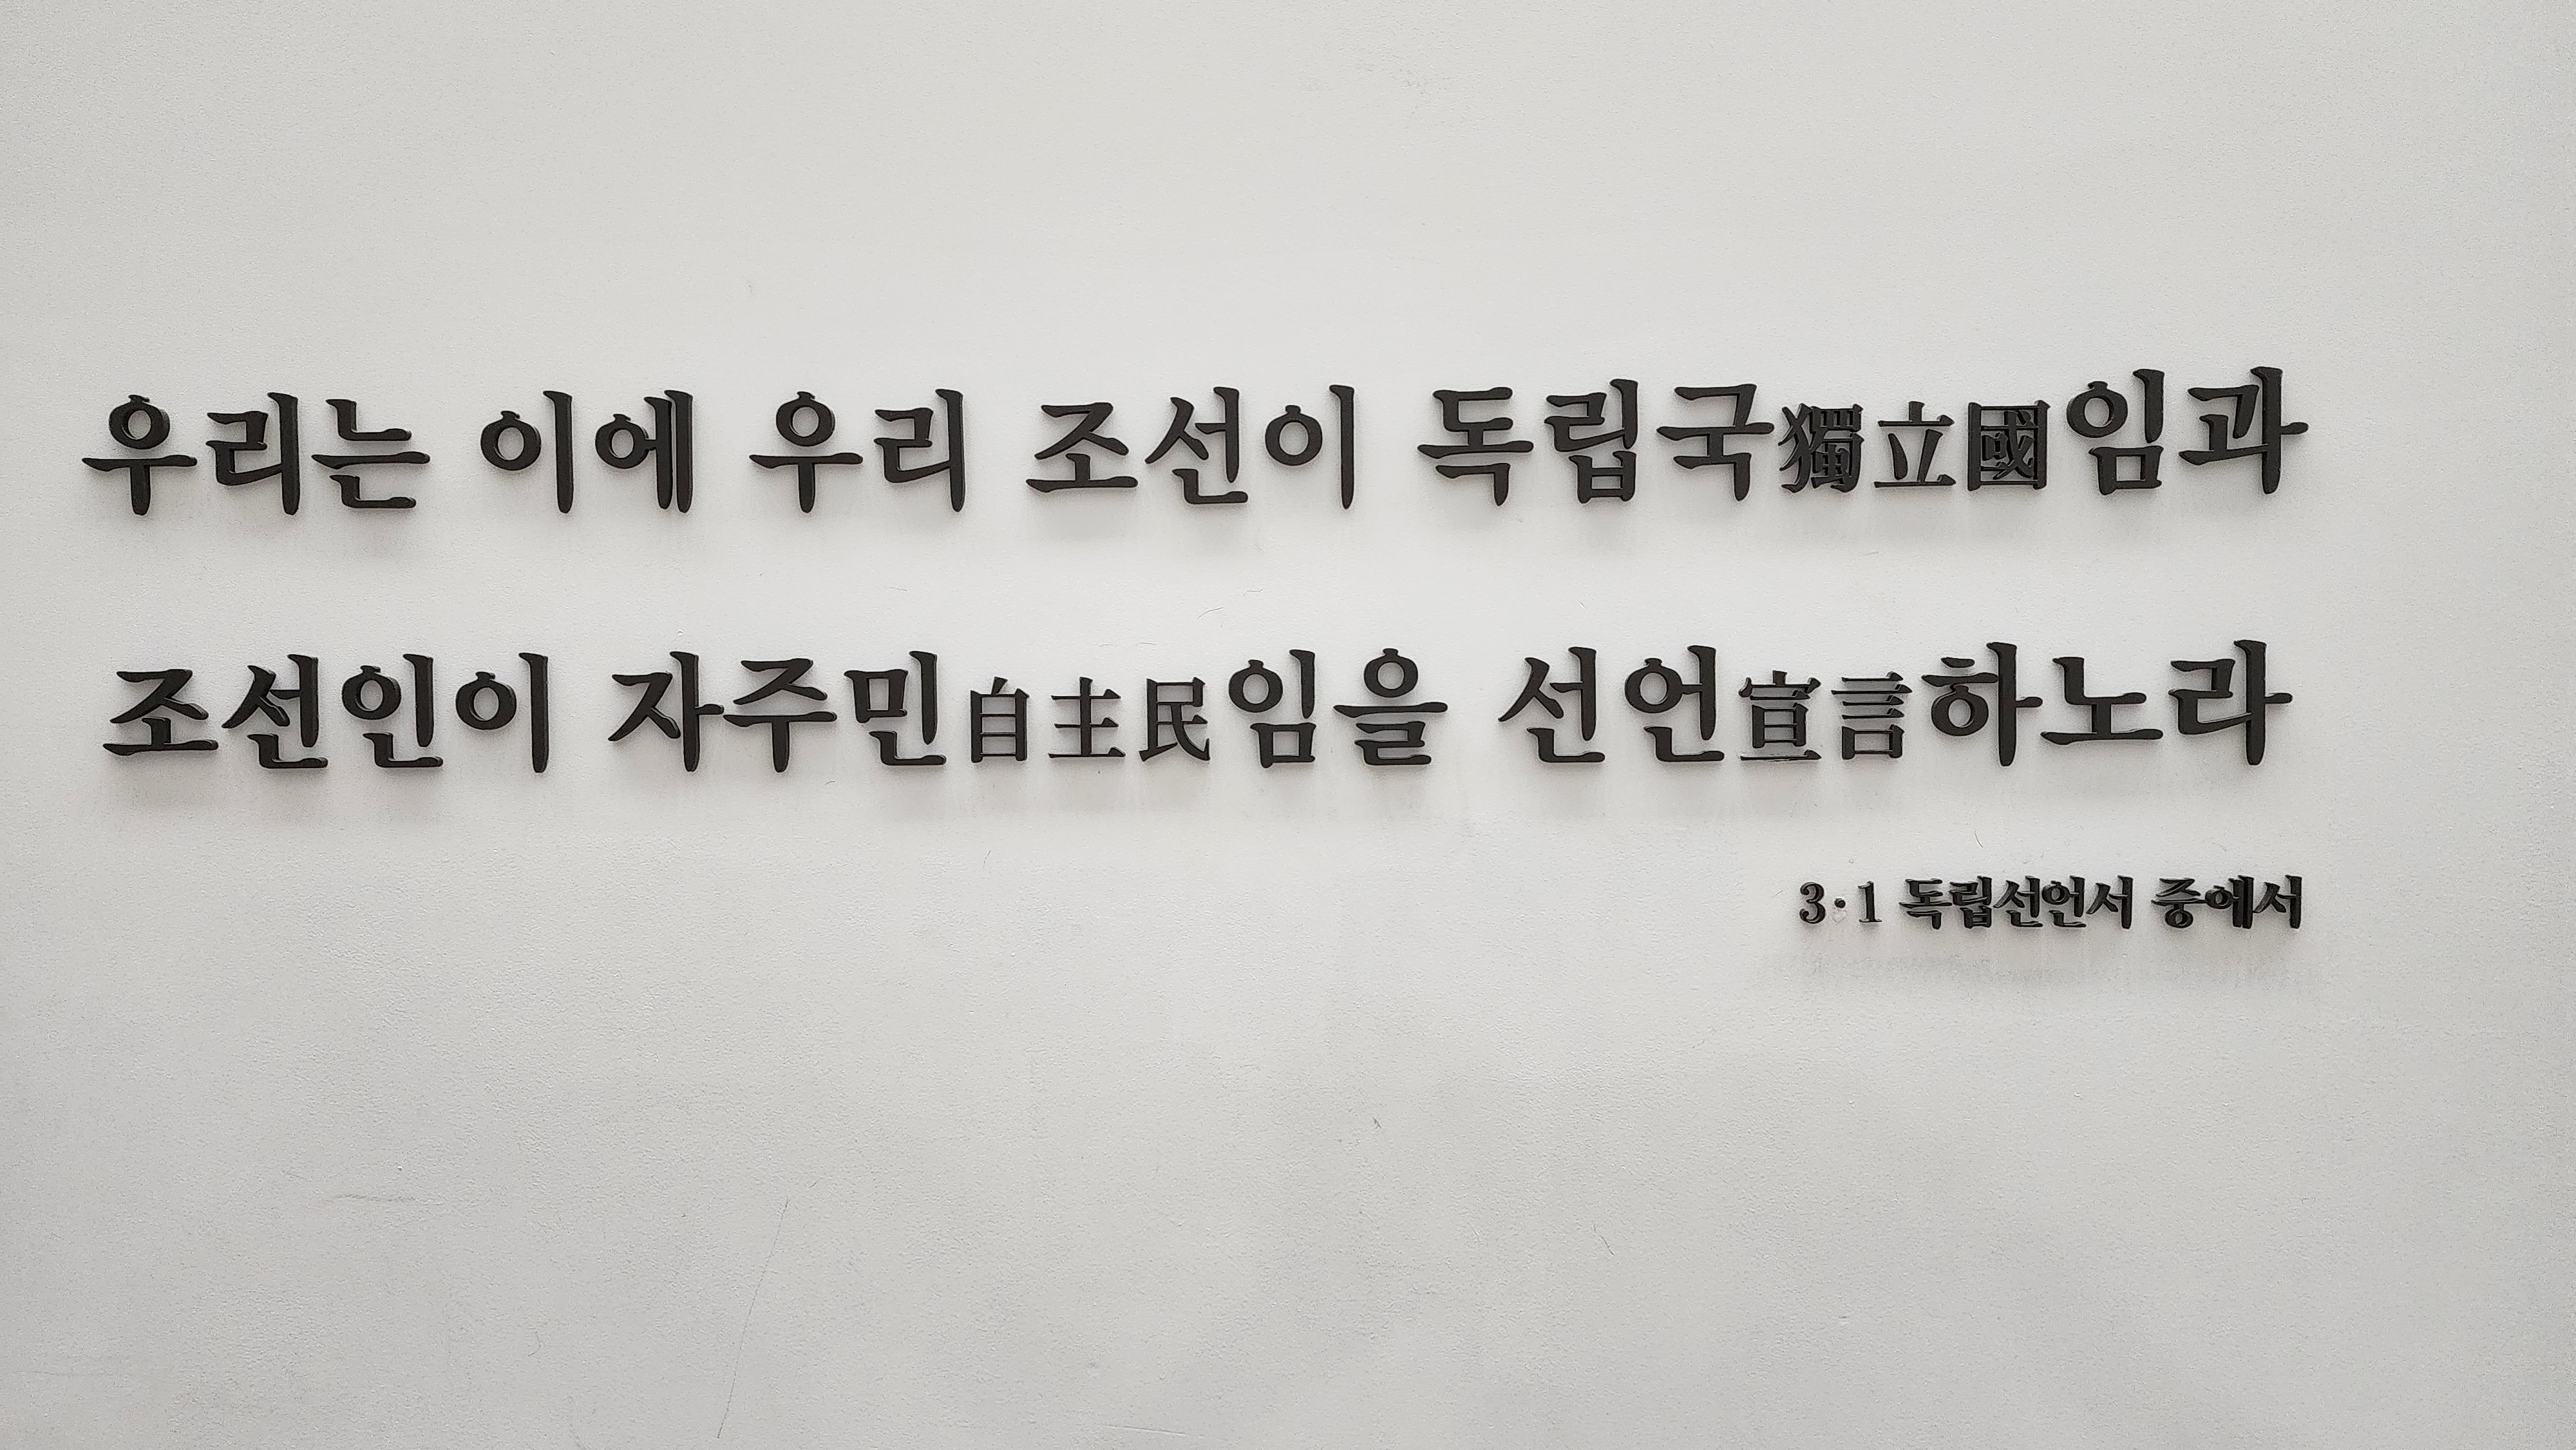 우리는 이에 우리 조선이 독립국獨立國임과
조선인이 자주민自主民임을 선언宣言하노라
3·1 독립선언서 중에서